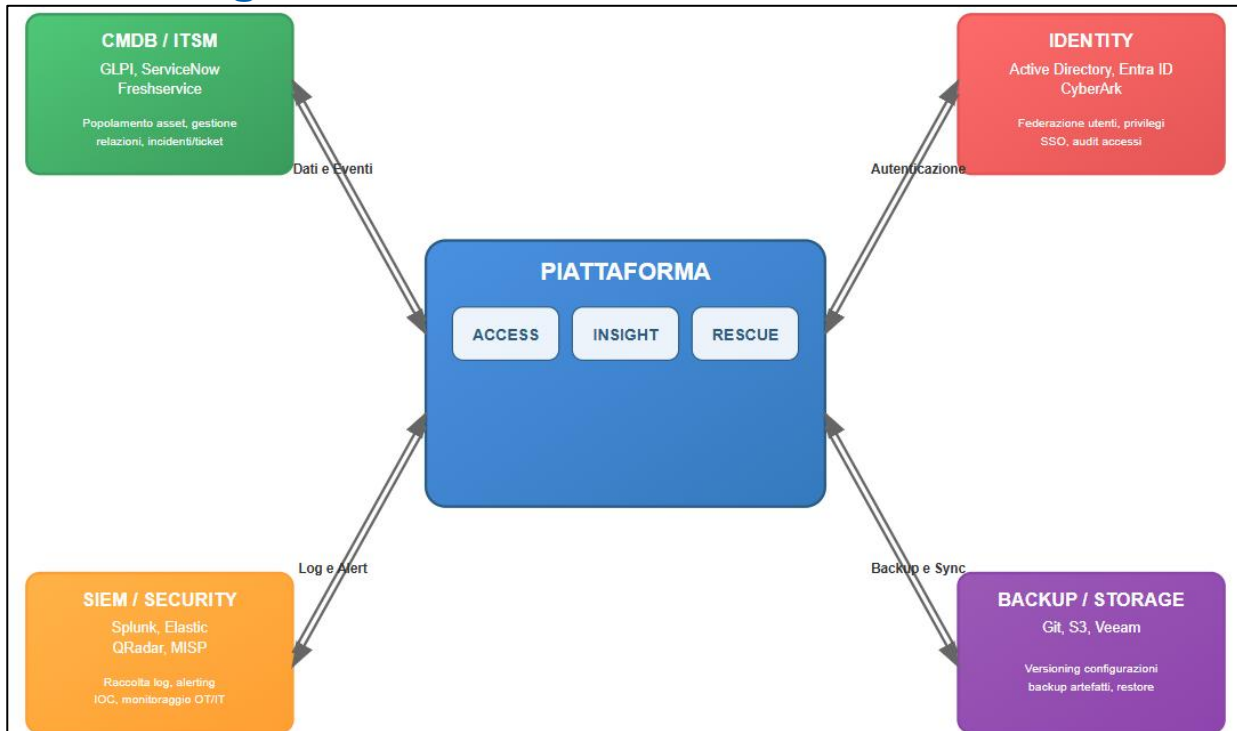 CMDB / ITSM
GLPI, ServiceNow
Freshservice
Popolamento asset, gestione
relazioni, incidenti/ticket
IDENTITY
Active Directory, Entra ID
CyberArk
Federazione utenti, privilegi
SSO, audit accessi
Dati e Eventi
Autenticazione
PIATTAFORMA
ACCESS
INSIGHT
RESCUE
Log e Alert
Backup e Sync
SIEM / SECURITY
Splunk, Elastic
QRadar, MISP
Raccolta log, alerting
IOC, monitoraggio OT/IT
BACKUP / STORAGE
Git, S3, Veeam
Versioning configurazioni
backup artefatti, restore